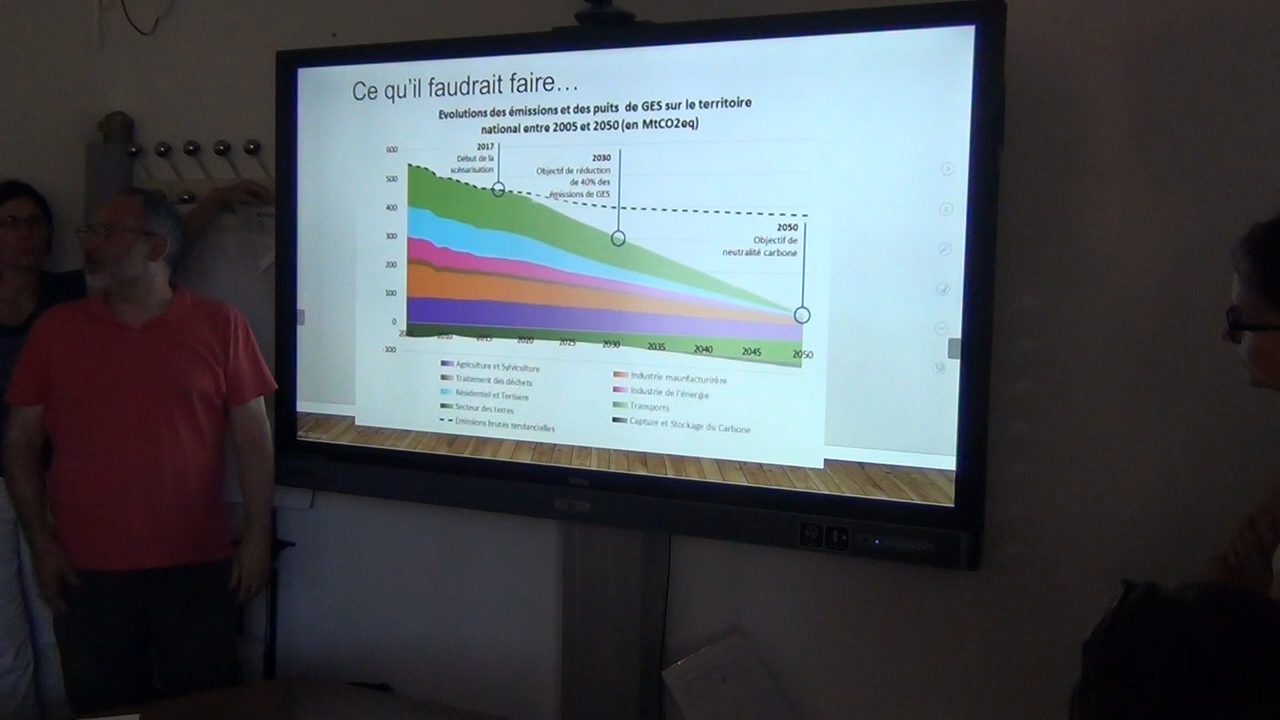 Ce qu'il faudrait faire...
Evolutions des émissions et des puits de GES sur le territoire
national entre 2005 et 2050 (en MtCO2eq)
600
500
400
300
200
100
0
-100
2017
Début de la
scénarisation
2030
Objectif de réduction
de 40% des
émissions de GES
2050
Objectif de
neutralité carbone
2010
2015
2020
2025
2030
2035
2040
2045
2050
Agriculture et Sylviculture
Traitement des déchets
Résidentiel et Tertiaire
Secteur des terres
Emissions brutes tendancielles
Industrie de l'énergie
Transports
Capture et Stockage du Carbone